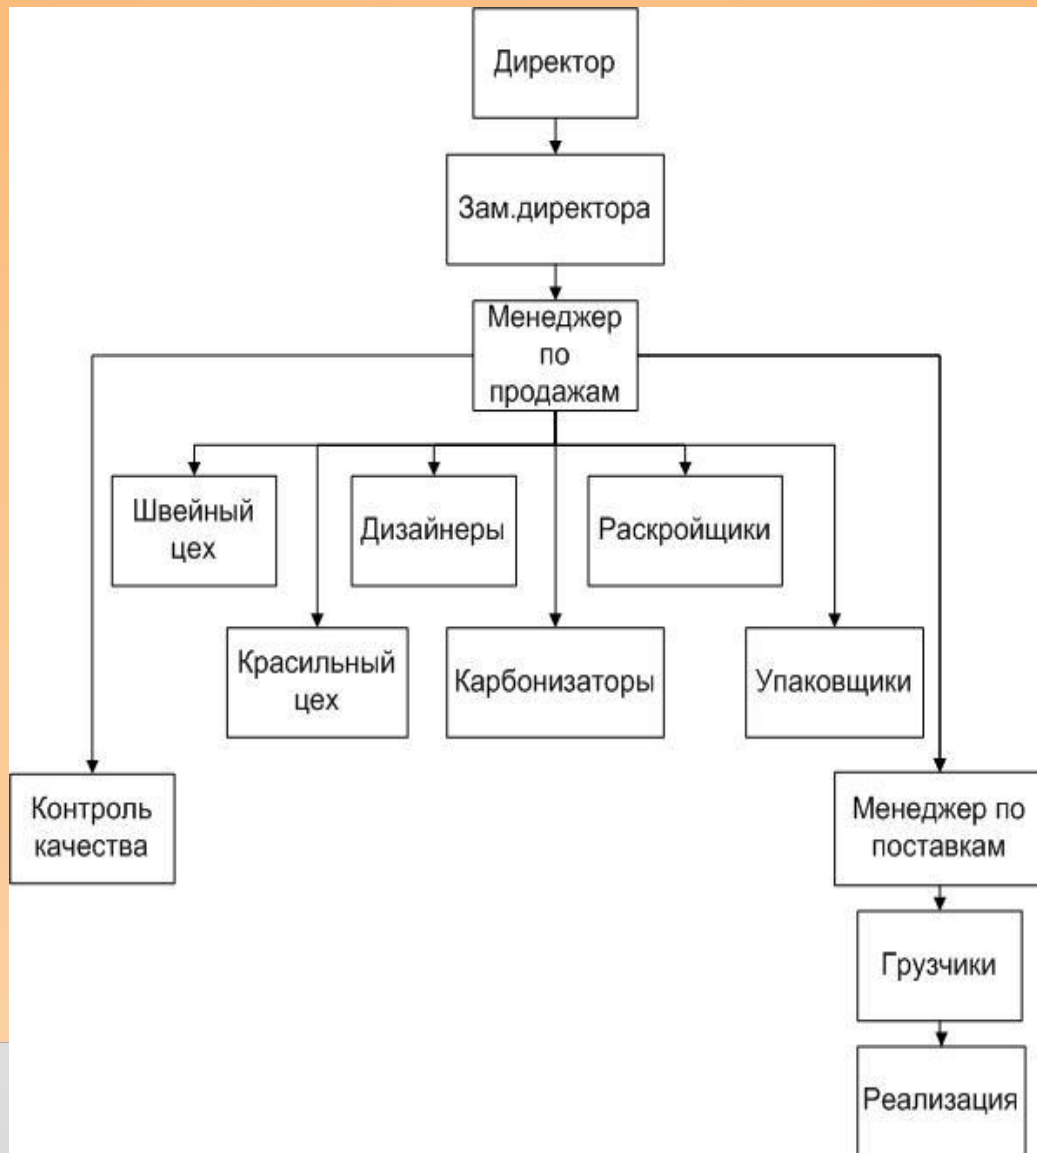 Директор
Зам.директора
Менеджер
по
продажам
Швейный
цех
Дизайнеры
Раскройщики
Красильный
цех
Карбонизаторы
Упаковщики
Контроль
качества
Менеджер по
поставкам
Грузчики
Реализация